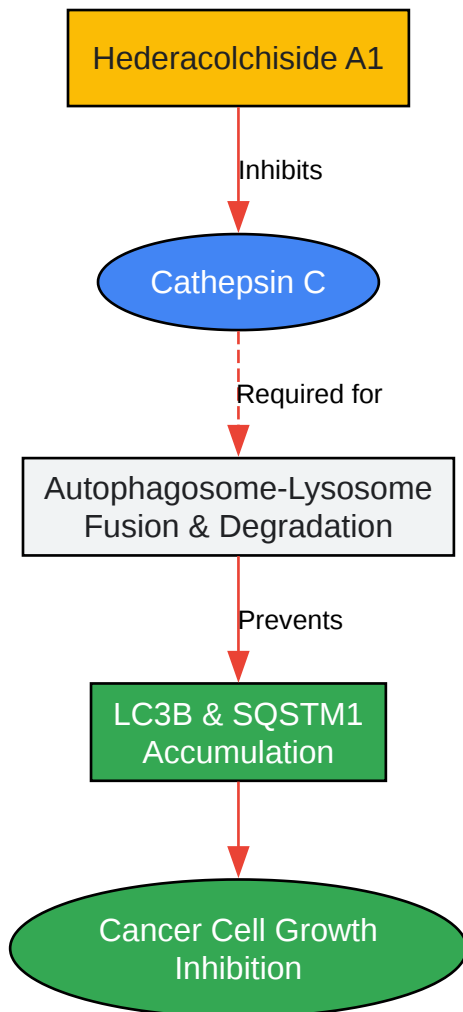 Hederacolchiside A1
Inhibits
Cathepsin C
Required for
Autophagosome-Lysosome
Fusion & Degradation
Prevents
LC3B & SQSTM1
Accumulation
Cancer Cell Growth
Inhibition